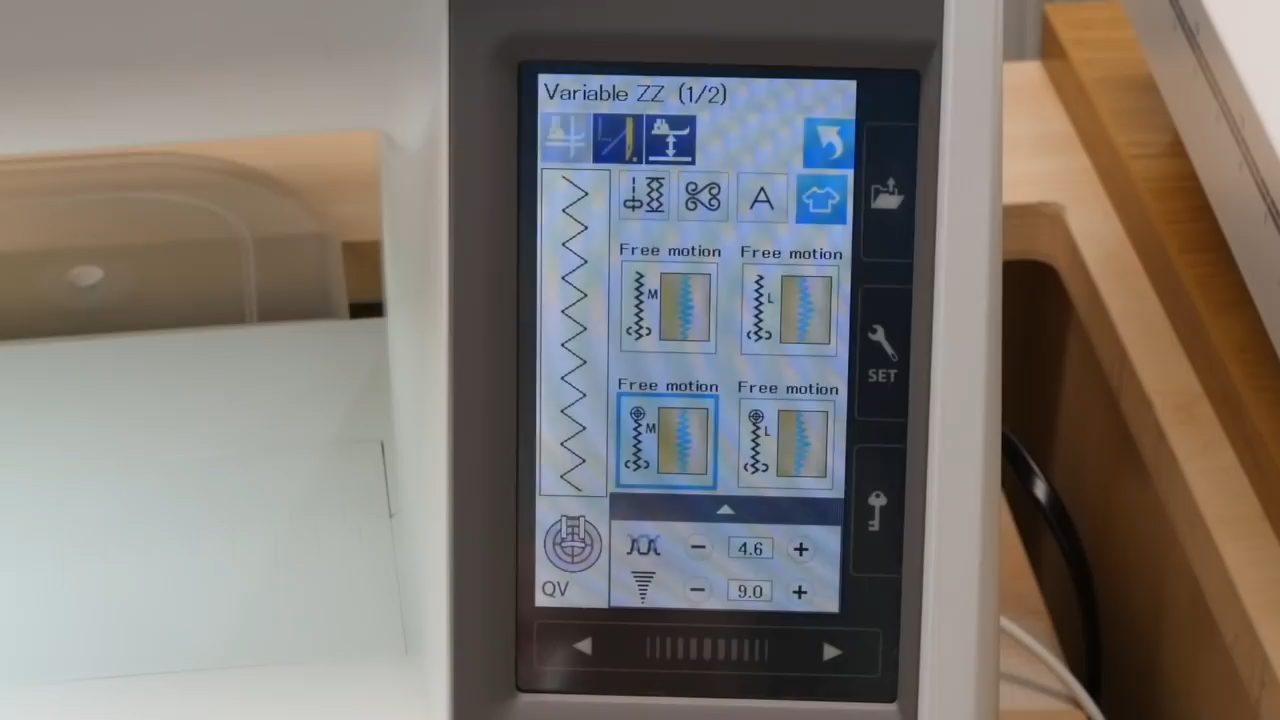 Variable ZZ (1/2)
A
Free motion Free motion
M L
Free motion Free motion
M L
4.6
QV 9.0
SET